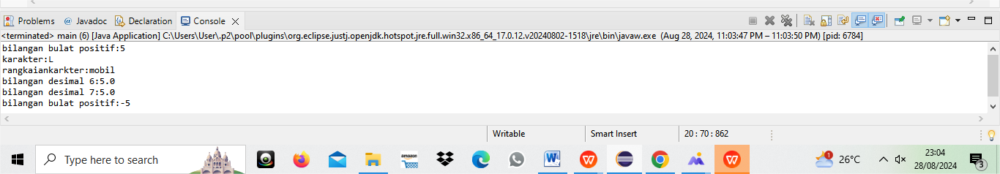 Problems @ Javadoc Declaration Console
<terminated> main (6) [Java Application] C:\Users\User\.p2\pool\plugins\org.eclipse.justj.openjdk.hotspot.jre.full.win32.x86_64_17.0.12.v20240802-1518\jre\bin\javaw.exe (Aug 28, 2024, 11:03:47 PM – 11:03:50 PM) [pid: 6784]
bilangan bulat positif:5
karakter:L
rangkaiankarkter:mobil
bilangan desimal 6:5.0
bilangan desimal 7:5.0
bilangan bulat positif:-5
Writable Smart Insert 20 : 70 : 862
Type here to search amazon W 1 26°C 23:04
28/08/2024 3